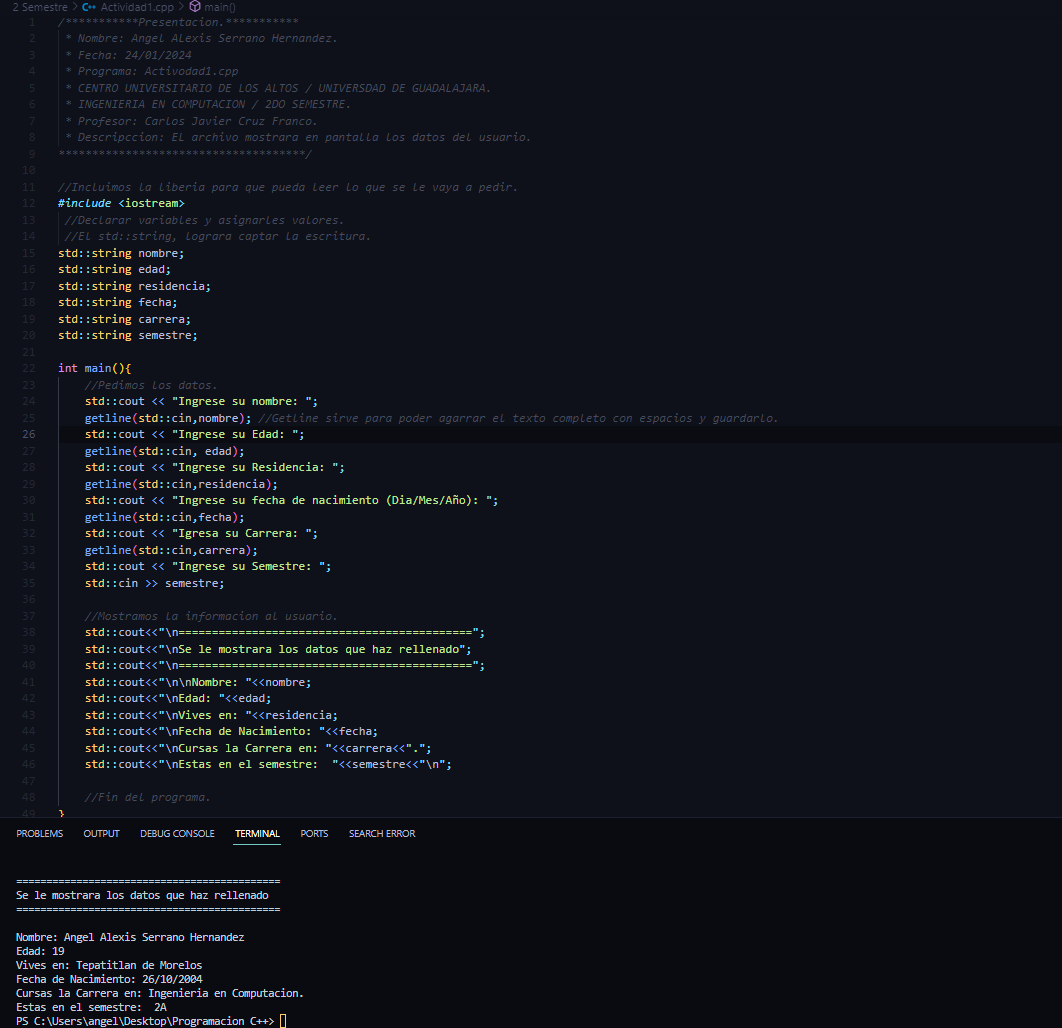 2 Semestre > C++ Actividad1.cpp > main()
1 /***********Presentacion.***********
2 * Nombre: Angel ALexis Serrano Hernandez.
3 * Fecha: 24/01/2024
4 * Programa: Activodad1.cpp
5 * CENTRO UNIVERSITARIO DE LOS ALTOS / UNIVERSDAD DE GUADALAJARA.
6 * INGENIERIA EN COMPUTACION / 2DO SEMESTRE.
7 * Profesor: Carlos Javier Cruz Franco.
8 * Descripccion: El archivo mostrara en pantalla los datos del usuario.
9 *************************************/
10
11 //Incluimos la liberia para que pueda leer lo que se le vaya a pedir.
12 #include <iostream>
13 //Declarar variables y asignarles valores.
14 //El std::string, lograra captar la escritura.
15 std::string nombre;
16 std::string edad;
17 std::string residencia;
18 std::string fecha;
19 std::string carrera;
20 std::string semestre;
21
22 int main(){
23 //Pedimos los datos.
24 std::cout << "Ingrese su nombre: ";
25 getline(std::cin,nombre); //Getline sirve para poder agarrar el texto completo con espacios y guardarlo.
26 std::cout << "Ingrese su Edad: ";
27 getline(std::cin, edad);
28 std::cout << "Ingrese su Residencia: ";
29 getline(std::cin,residencia);
30 std::cout << "Ingrese su fecha de nacimiento (Dia/Mes/Año): ";
31 getline(std::cin,fecha);
32 std::cout << "Igresa su Carrera: ";
33 getline(std::cin,carrera);
34 std::cout << "Ingrese su Semestre: ";
35 std::cin >> semestre;
36
37 //Mostramos la informacion al usuario.
38 std::cout<<"\n============================================";
39 std::cout<<"\nSe le mostrara los datos que haz rellenado";
40 std::cout<<"\n============================================";
41 std::cout<<"\n\nNombre: "<<nombre;
42 std::cout<<"\nEdad: "<<edad;
43 std::cout<<"\nVives en: "<<residencia;
44 std::cout<<"\nFecha de Nacimiento: "<<fecha;
45 std::cout<<"\nCursas la Carrera en: "<<carrera<<".";
46 std::cout<<"\nEstas en el semestre:  "<<semestre<<"\n";
47
48 //Fin del programa.
49 }
PROBLEMS OUTPUT DEBUG CONSOLE TERMINAL PORTS SEARCH ERROR
============================================
Se le mostrara los datos que haz rellenado
============================================
Nombre: Angel Alexis Serrano Hernandez
Edad: 19
Vives en: Tepatitlan de Morelos
Fecha de Nacimiento: 26/10/2004
Cursas la Carrera en: Ingenieria en Computacion.
Estas en el semestre:  2A
PS C:\Users\angel\Desktop\Programacion C++>